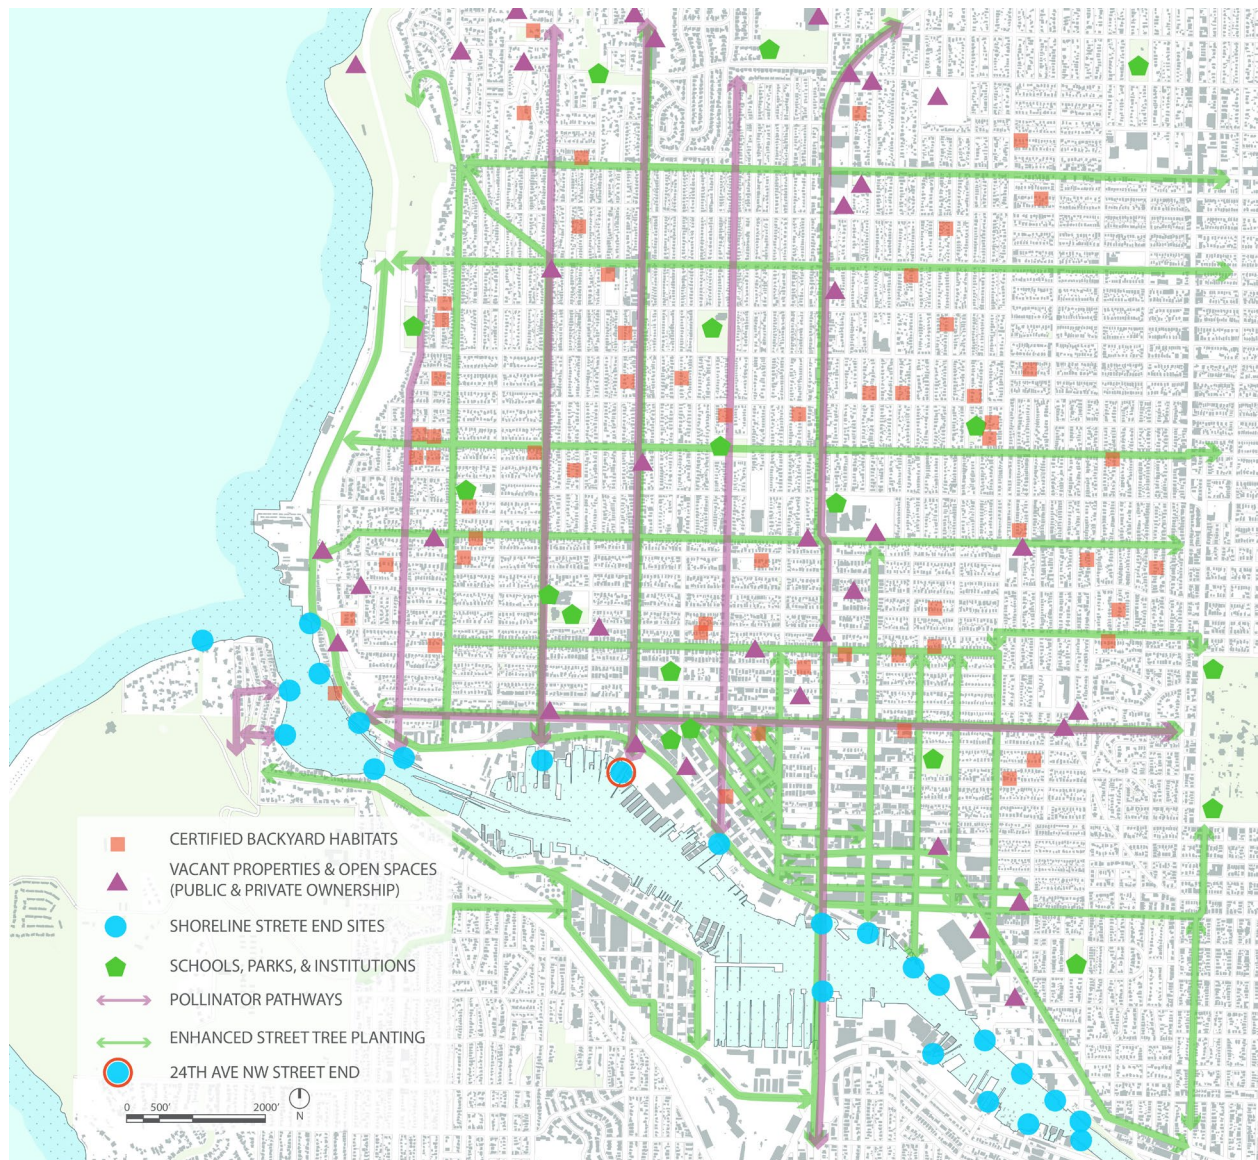 CERTIFIED BACKYARD HABITATS
VACANT PROPERTIES & OPEN SPACES
(PUBLIC & PRIVATE OWNERSHIP)
SHORELINE STRETE END SITES
SCHOOLS, PARKS, & INSTITUTIONS
POLLINATOR PATHWAYS
ENHANCED STREET TREE PLANTING
24TH AVE NW STREET END
0 500' 2000'
N